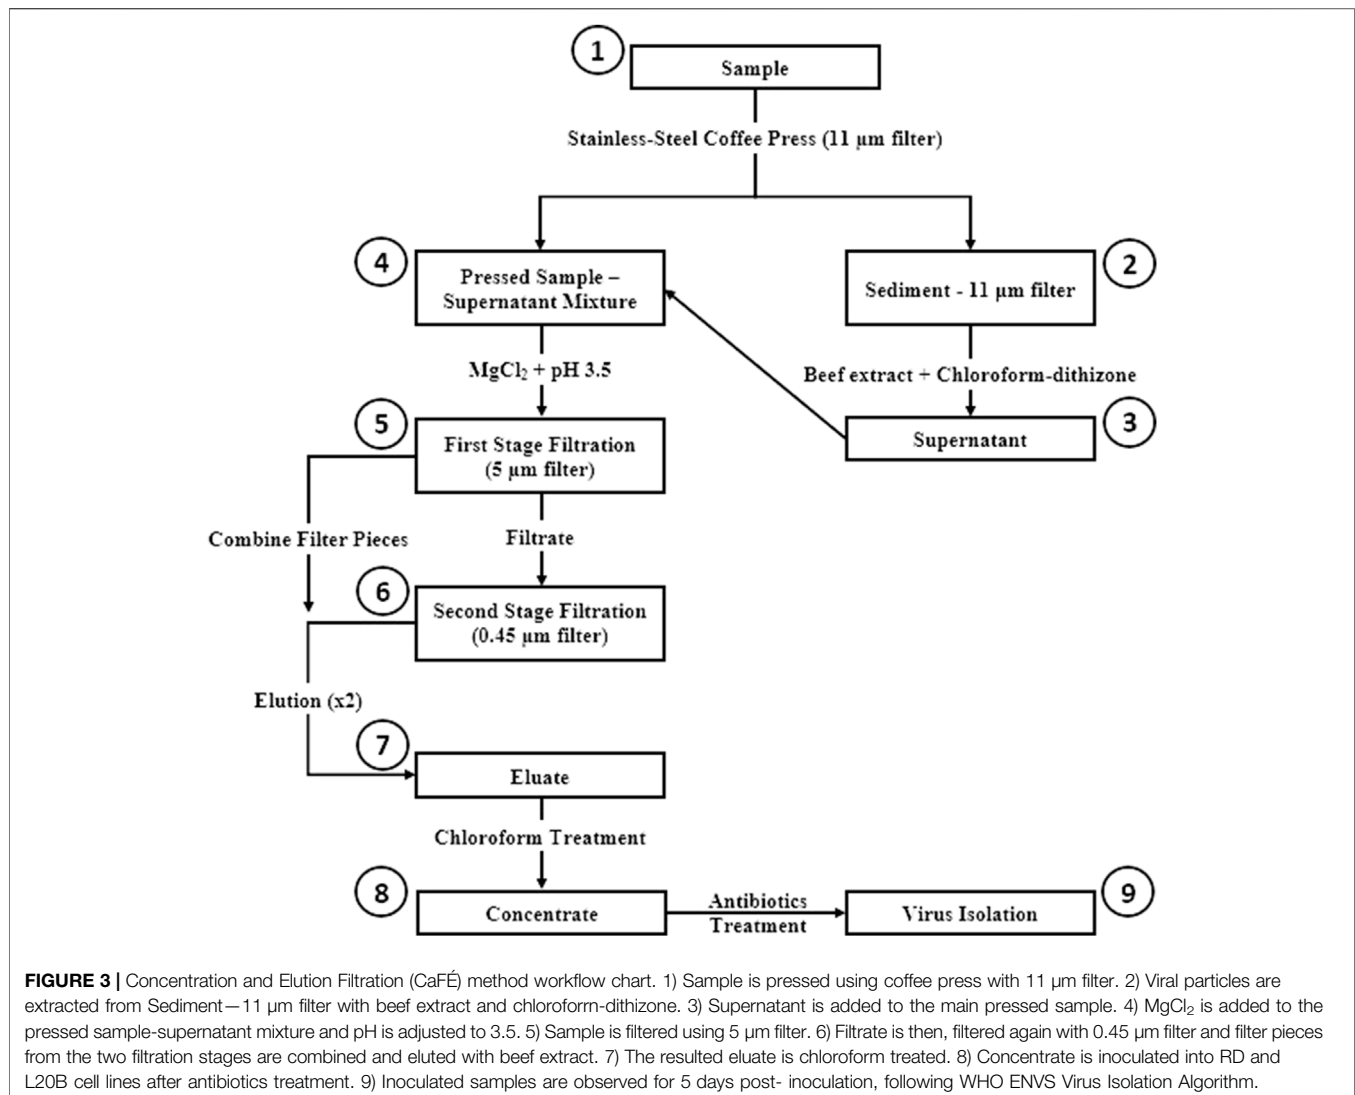 1
Sample
Stainless-Steel Coffee Press (11 µm filter)
4
Pressed Sample –
Supernatant Mixture
2
Sediment - 11 µm filter
MgCl₂ + pH 3.5
Beef extract + Chloroform-dithizone
5
First Stage Filtration
(5 µm filter)
3
Supernatant
Combine Filter Pieces
Filtrate
6
Second Stage Filtration
(0.45 µm filter)
Elution (x2)
7
Eluate
Chloroform Treatment
8
Concentrate
Antibiotics
Treatment
9
Virus Isolation
FIGURE 3 | Concentration and Elution Filtration (CaFÉ) method workflow chart. 1) Sample is pressed using coffee press with 11 µm filter. 2) Viral particles are
extracted from Sediment—11 µm filter with beef extract and chloroform-dithizone. 3) Supernatant is added to the main pressed sample. 4) MgCl₂ is added to the
pressed sample-supernatant mixture and pH is adjusted to 3.5. 5) Sample is filtered using 5 µm filter. 6) Filtrate is then, filtered again with 0.45 µm filter and filter pieces
from the two filtration stages are combined and eluted with beef extract. 7) The resulted eluate is chloroform treated. 8) Concentrate is inoculated into RD and
L20B cell lines after antibiotics treatment. 9) Inoculated samples are observed for 5 days post- inoculation, following WHO ENVS Virus Isolation Algorithm.